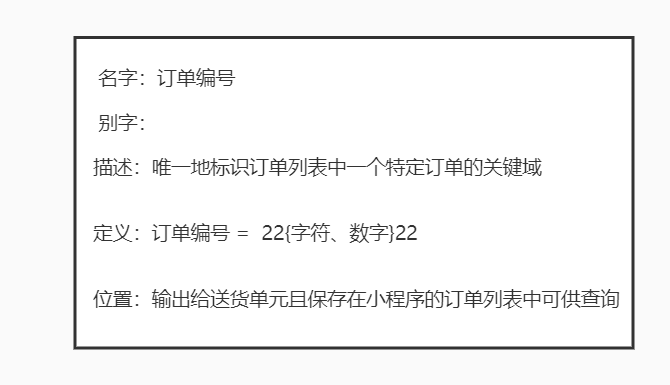 名字：订单编号
别字：
描述：唯一地标识订单列表中一个特定订单的关键域
定义：订单编号 = 22{字符、数字}22
位置：输出给送货单元且保存在小程序的订单列表中可供查询